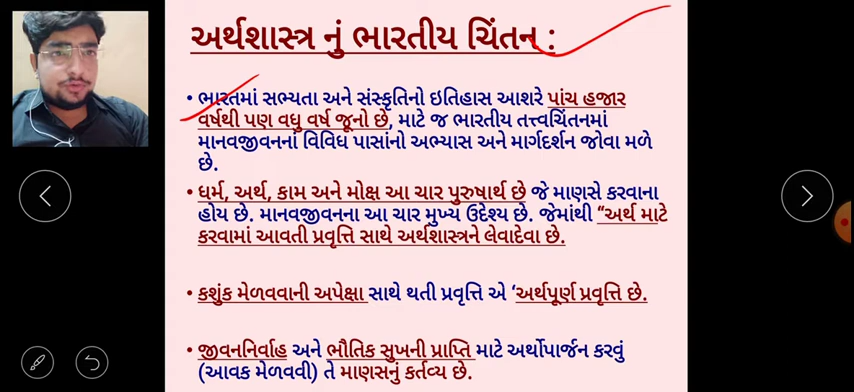 અર્થશાસ્ત્ર નું ભારતીય ચિંતન :
• ભારતમાં સભ્યતા અને સંસ્કૃતિનો ઇતિહાસ આશરે પાંચ હજાર
વર્ષથી પણ વધુ વર્ષ જૂનો છે, માટે જ ભારતીય તત્ત્વચિંતનમાં
માનવજીવનનાં વિવિધ પાસાંનો અભ્યાસ અને માર્ગદર્શન જોવા મળે
છે.
• ધર્મ, અર્થ, કામ અને મોક્ષ આ ચાર પુરુષાર્થ છે જે માણસે કરવાના
હોય છે. માનવજીવનના આ ચાર મુખ્ય ઉદેશ્ય છે. જેમાંથી “અર્થ માટે
કરવામાં આવતી પ્રવૃત્તિ સાથે અર્થશાસ્ત્રને લેવાદેવા છે.
• કશુંક મેળવવાની અપેક્ષા સાથે થતી પ્રવૃત્તિ એ ‘અર્થપૂર્ણ પ્રવૃત્તિ છે.
• જીવનનિર્વાહ અને ભૌતિક સુખની પ્રાપ્તિ માટે અર્થોપાર્જન કરવું
(આવક મેળવવી) તે માણસનું કર્તવ્ય છે.